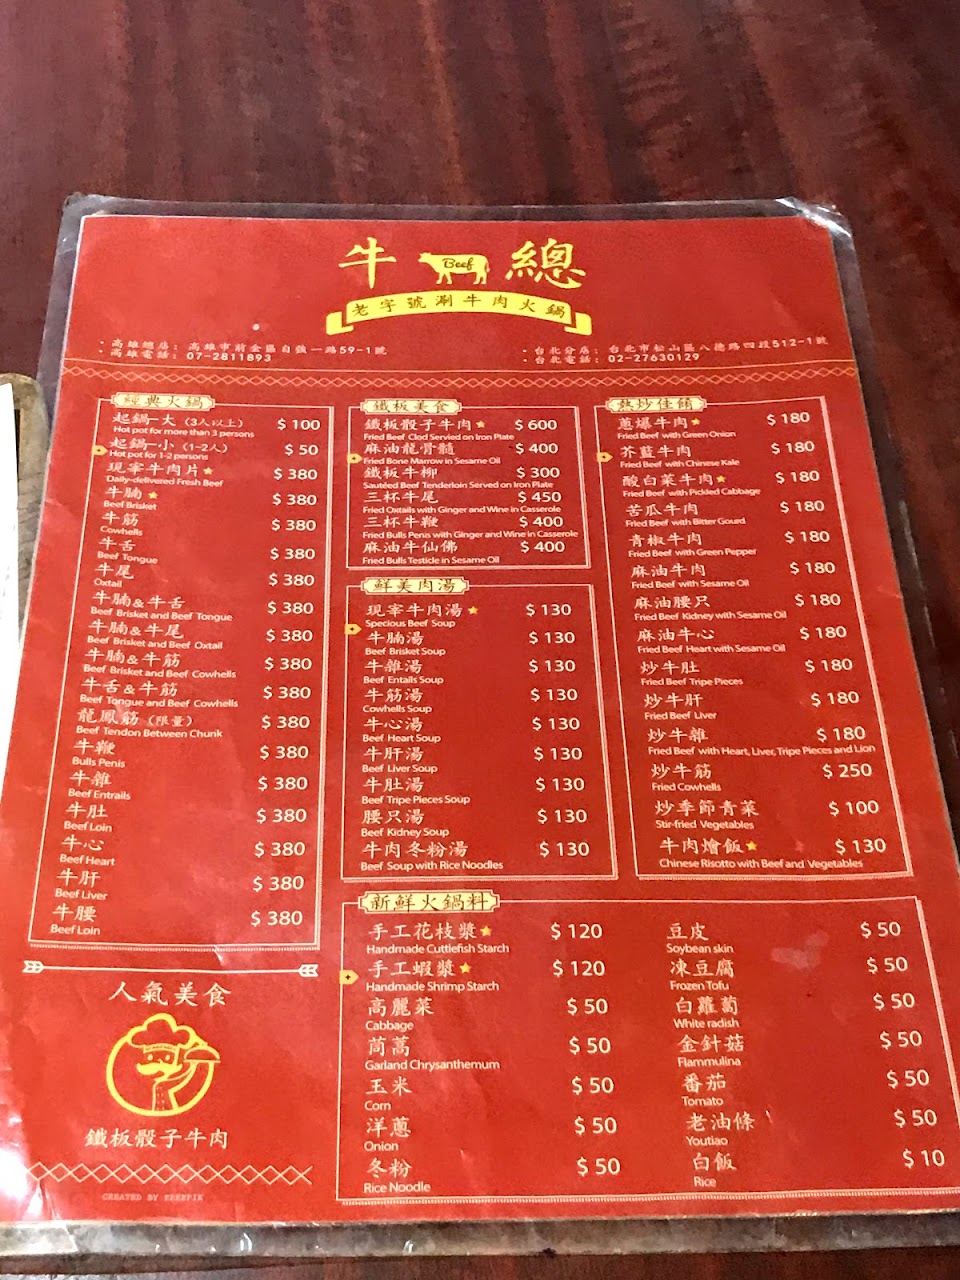 牛 Beef 總
老字號涮牛肉火鍋
・高雄總店: 高雄市前金區自強一路59-1號
・高雄電話: 07-2811893
・台北分店: 台北市松山區八德路四段512-1號
・台北電話: 02-27630129
經典火鍋
起鍋-大 (3人以上) $ 100
Hot pot for more than 3 persons
起鍋-小 (1-2人) $ 50
Hot pot for 1-2 persons
現宰牛肉片★ $ 380
Daily-delivered Fresh Beef
牛腩★ $ 380
Beef Brisket
牛筋 $ 380
Cowhells
牛舌 $ 380
Beef Tongue
牛尾 $ 380
Oxtail
牛腩&牛舌 $ 380
Beef Brisket and Beef Tongue
牛腩&牛尾 $ 380
Beef Brisket and Beef Oxtail
牛腩&牛筋 $ 380
Beef Brisket and Beef Cowhells
牛舌&牛筋 $ 380
Beef Tongue and Beef Cowhells
龍鳳筋 (限量) $ 380
Beef Tendon Between Chunk
牛鞭 $ 380
Bulls Penis
牛雜 $ 380
Beef Entrails
牛肚 $ 380
Beef Loin
牛心 $ 380
Beef Heart
牛肝 $ 380
Beef Liver
牛腰 $ 380
Beef Loin
人氣美食
鐵板骰子牛肉
CREATED BY FREEPIK
鐵板美食
鐵板骰子牛肉★ $ 600
Fried Beef Clod Servied on Iron Plate
麻油龍骨髓 $ 400
Fried Bone Marrow in Sesame Oil
鐵板牛柳 $ 300
Sautéed Beef Tenderloin Served on Iron Plate
三杯牛尾 $ 450
Fried Oxtails with Ginger and Wine in Casserole
三杯牛鞭 $ 400
Fried Bulls Penis with Ginger and Wine in Casserole
麻油牛仙佛 $ 400
Fried Bulls Testicle in Sesame Oil
鮮美肉湯
現宰牛肉湯★ $ 130
Specious Beef Soup
牛腩湯 $ 130
Beef Brisket Soup
牛雜湯 $ 130
Beef Entails Soup
牛筋湯 $ 130
Cowhells Soup
牛心湯 $ 130
Beef Heart Soup
牛肝湯 $ 130
Beef Liver Soup
牛肚湯 $ 130
Beef Tripe Pieces Soup
腰只湯 $ 130
Beef Kidney Soup
牛肉冬粉湯 $ 130
Beef Soup with Rice Noodles
熱炒佳餚
蔥爆牛肉★ $ 180
Fried Beef with Green Onion
芥藍牛肉 $ 180
Fried Beef with Chinese Kale
酸白菜牛肉★ $ 180
Fried Beef with Pickled Cabbage
苦瓜牛肉 $ 180
Fried Beef with Bitter Gourd
青椒牛肉 $ 180
Fried Beef with Green Pepper
麻油牛肉 $ 180
Fried Beef with Sesame Oil
麻油腰只 $ 180
Fried Beef Kidney with Sesame Oil
麻油牛心 $ 180
Fried Beef Heart with Sesame Oil
炒牛肚 $ 180
Fried Beef Tripe Pieces
炒牛肝 $ 180
Fried Beef Liver
炒牛雜 $ 180
Fried Beef with Heart, Liver, Tripe Pieces and Lion
炒牛筋 $ 250
Fried Cowhells
炒季節青菜 $ 100
Stir-fried Vegetables
牛肉燴飯★ $ 130
Chinese Risotto with Beef and Vegetables
新鮮火鍋料
手工花枝漿★ $ 120
Handmade Cuttlefish Starch
手工蝦漿★ $ 120
Handmade Shrimp Starch
高麗菜 $ 50
Cabbage
茼蒿 $ 50
Garland Chrysanthemum
玉米 $ 50
Corn
洋蔥 $ 50
Onion
冬粉 $ 50
Rice Noodle
豆皮 $ 50
Soybean skin
凍豆腐 $ 50
Frozen Tofu
白蘿蔔 $ 50
White radish
金針菇 $ 50
Flammulina
番茄 $ 50
Tomato
老油條 $ 50
Youtiao
白飯 $ 10
Rice